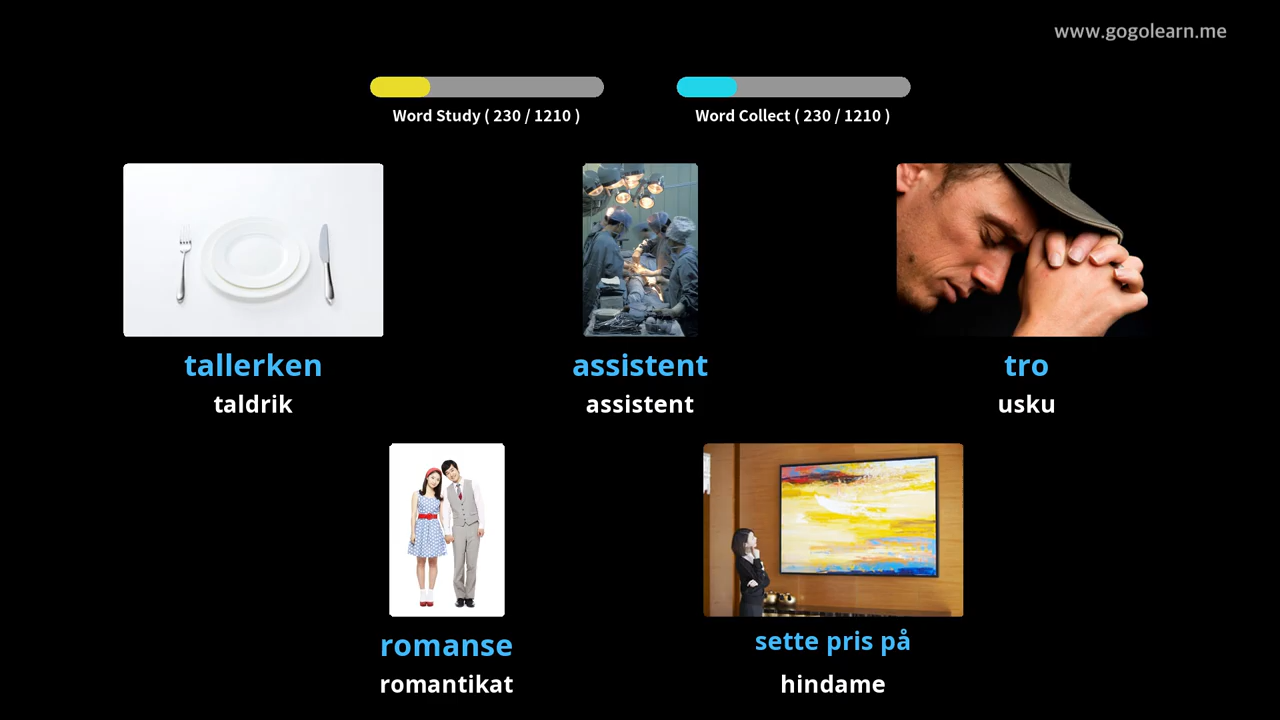 www.gogolearn.me
Word Study ( 230 / 1210 )
Word Collect ( 230 / 1210 )
tallerken
taldrik
assistent
assistent
tro
usku
romanse
romantikat
sette pris på
hindame